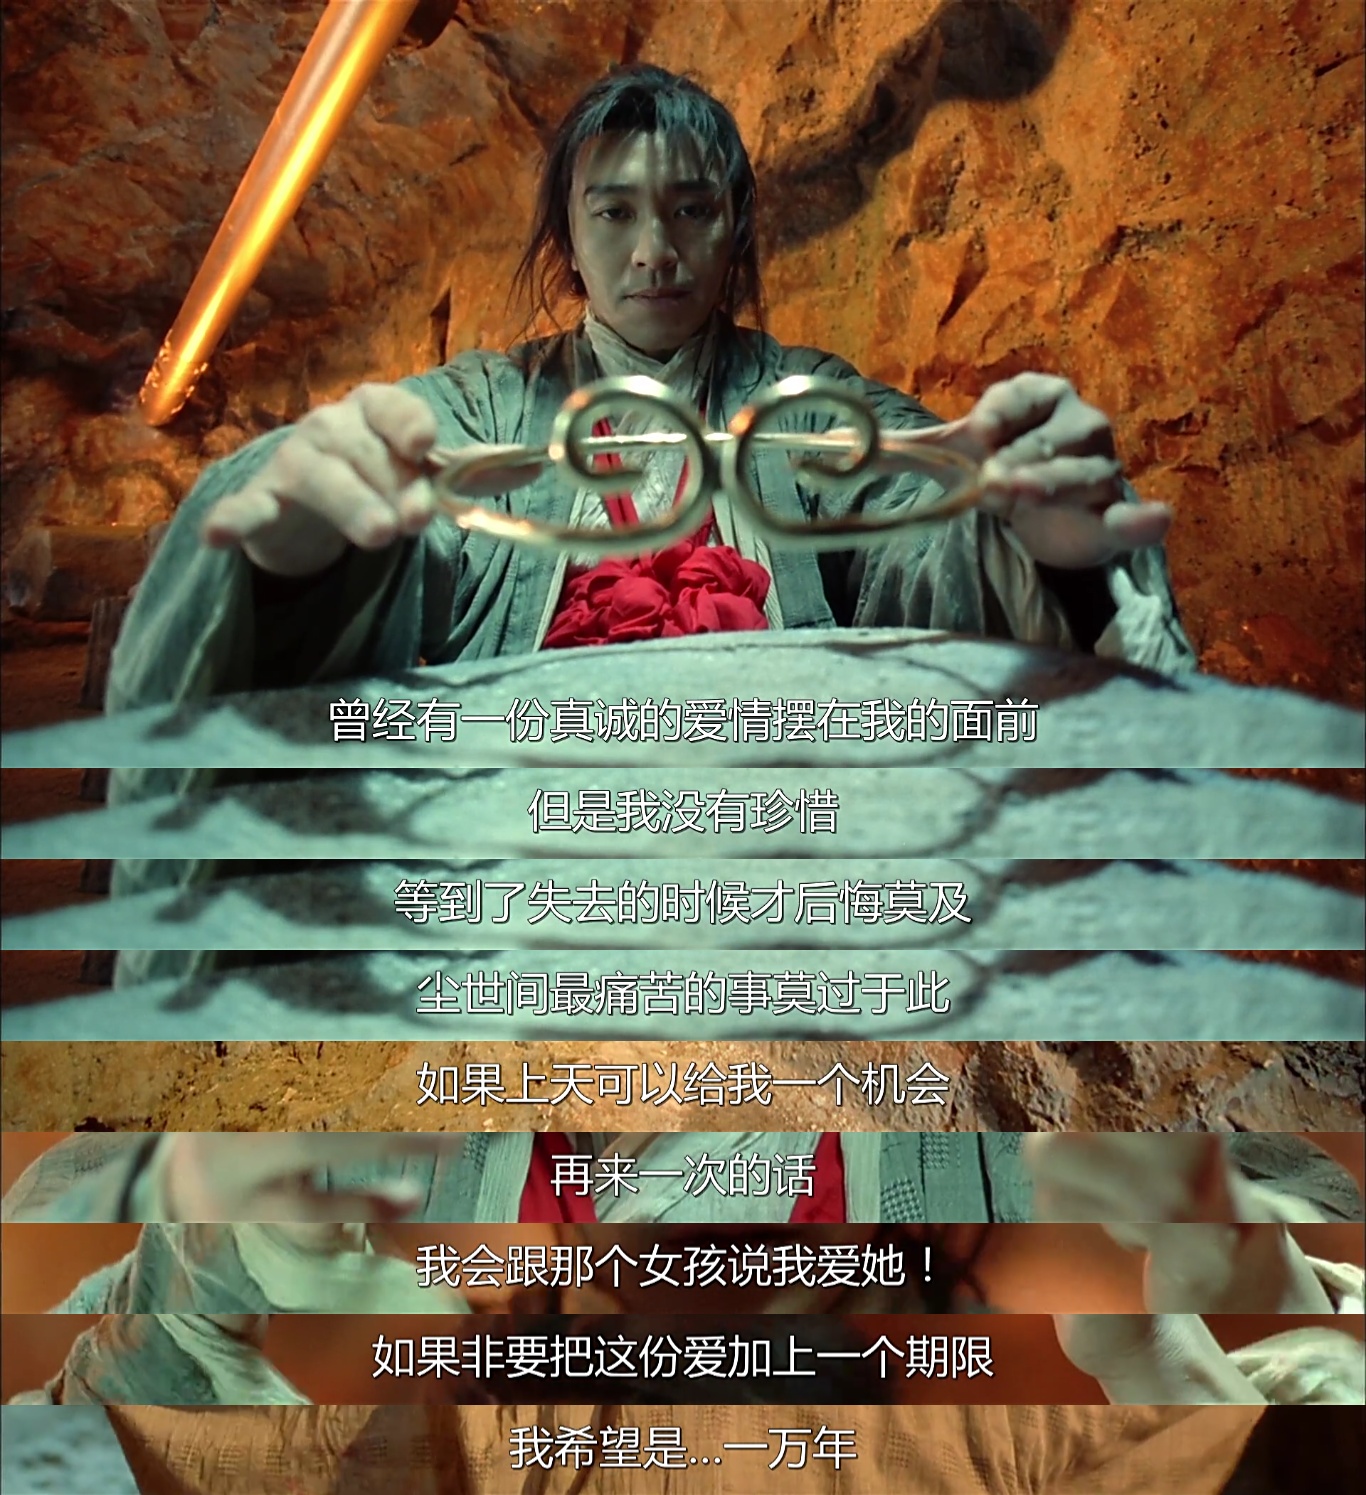 曾经有一份真诚的爱情摆在我的面前
但是我没有珍惜
等到了失去的时候才后悔莫及
尘世间最痛苦的事莫过于此
如果上天可以给我一个机会
再来一次的话
我会跟那个女孩说我爱她！
如果非要把这份爱加上一个期限
我希望是...一万年